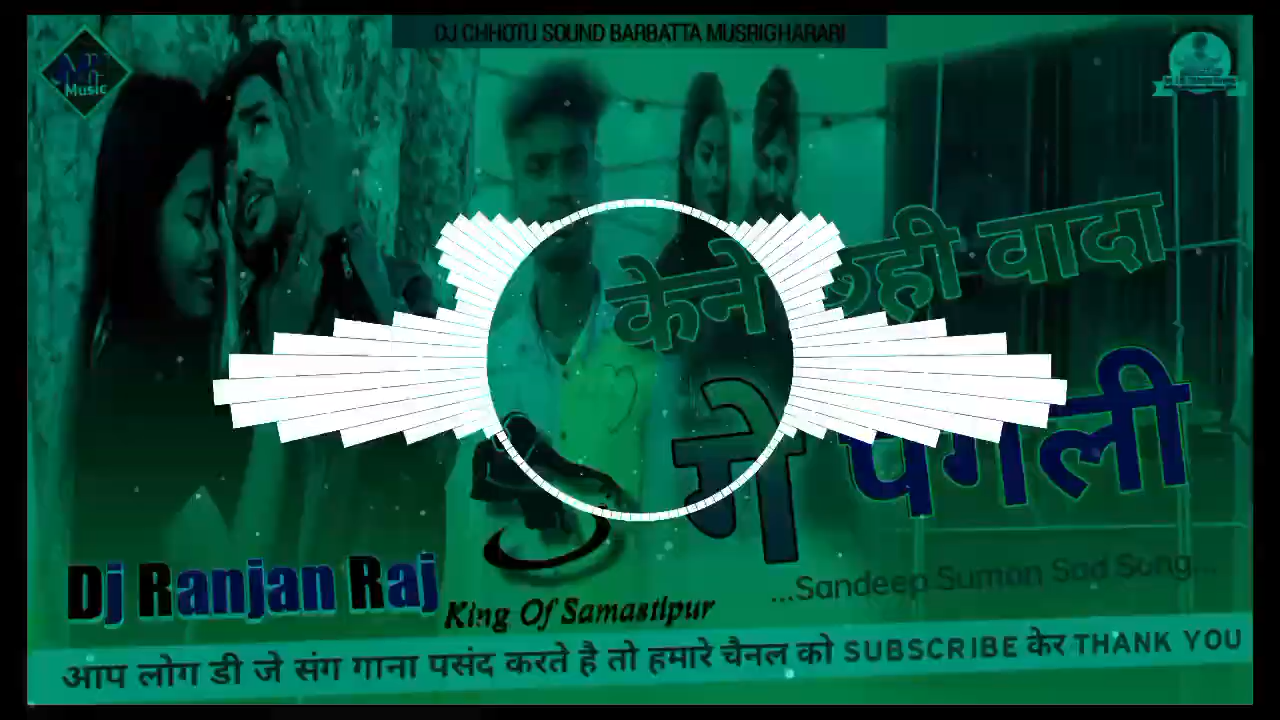 DJ CHHOTU SOUND BARBATTA MUSRIGHARARI
Music
केने रही वादा
गे पगली
...Sandeep Suman Sad Song...
Dj Ranjan Raj
King Of Samastipur
आप लोग डी जे संग गाना पसंद करते है तो हमारे चैनल को SUBSCRIBE केर THANK YOU